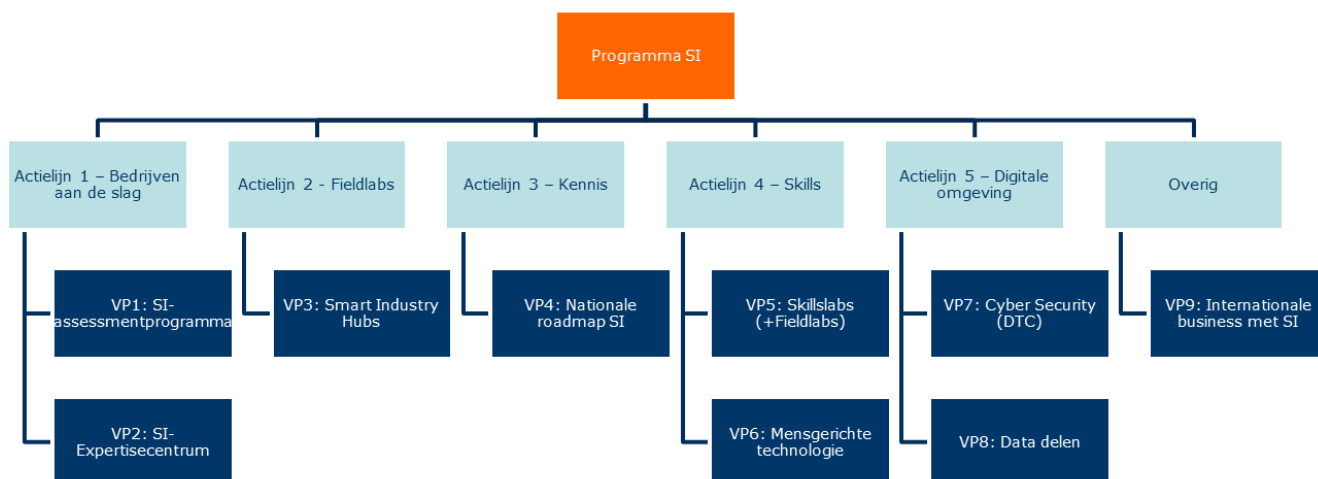 Programma SI
Actielijn 1 – Bedrijven
aan de slag
Actielijn 2 - Fieldlabs
Actielijn 3 – Kennis
Actielijn 4 – Skills
Actielijn 5 – Digitale
omgeving
Overig
VP1: SI-
assessmentprogramma
VP3: Smart Industry
Hubs
VP4: Nationale
roadmap SI
VP5: Skillslabs
(+Fieldlabs)
VP7: Cyber Security
(DTC)
VP9: Internationale
business met SI
VP2: SI-
Expertisecentrum
VP6: Mensgerichte
technologie
VP8: Data delen